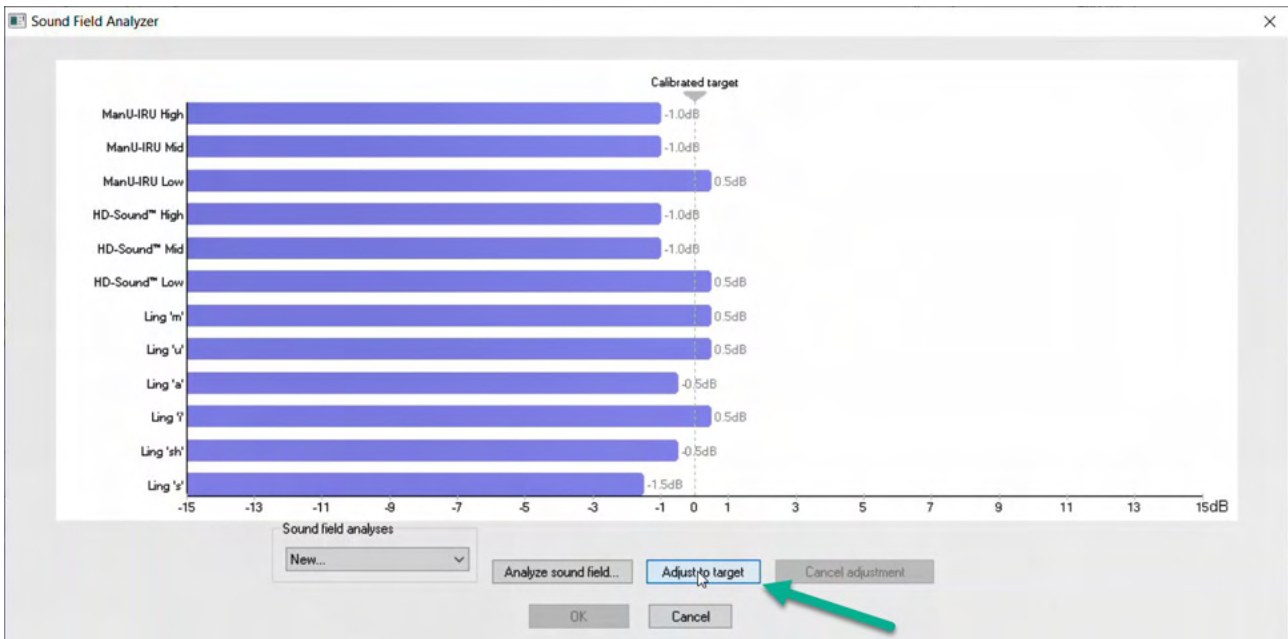 Sound Field Analyzer
Calibrated target
ManU-IRU High -1.0dB
ManU-IRU Mid -1.0dB
ManU-IRU Low 0.5dB
HD-Sound™ High -1.0dB
HD-Sound™ Mid -1.0dB
HD-Sound™ Low 0.5dB
Ling 'm' 0.5dB
Ling 'u' 0.5dB
Ling 'a' -0.5dB
Ling 'i' 0.5dB
Ling 'sh' -0.5dB
Ling 's' -1.5dB
-15 -13 -11 -9 -7 -5 -3 -1 0 1 3 5 7 9 11 13 15dB
Sound field analyses
New...
Analyze sound field... Adjust to target Cancel adjustment
OK Cancel